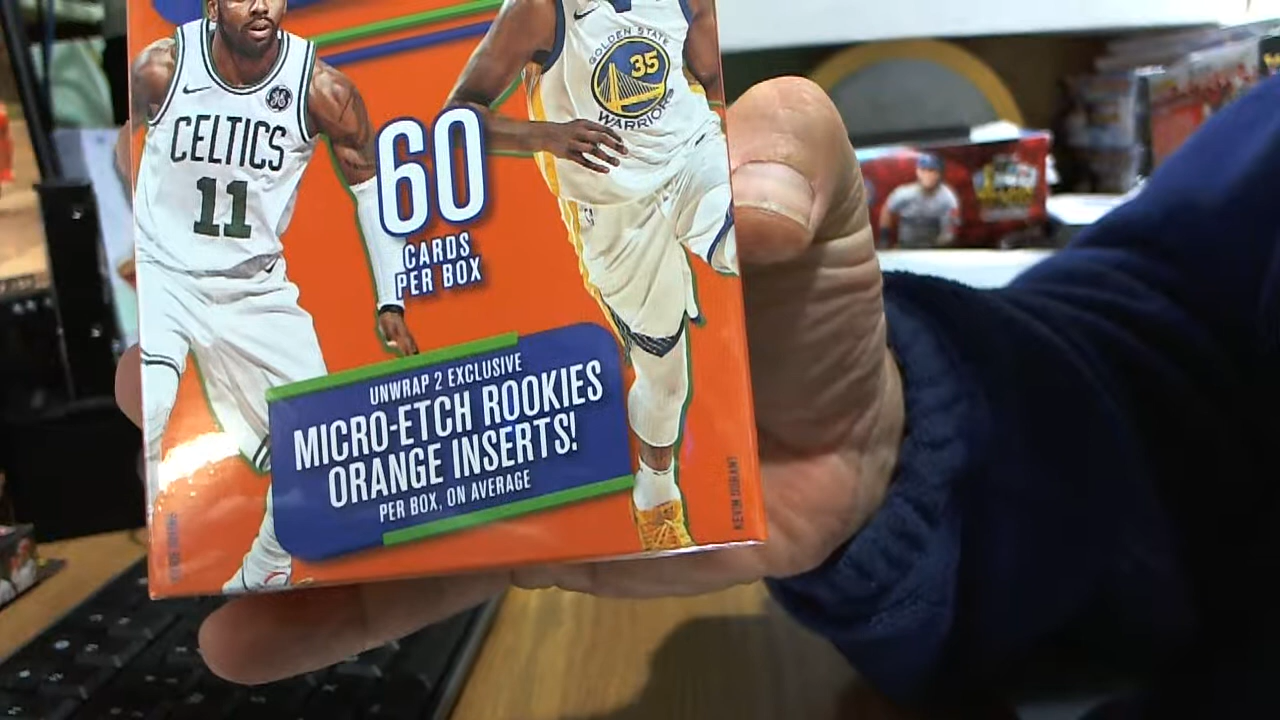 CELTICS
11
GOLDEN STATE
35
WARRIORS
60
CARDS
PER BOX
UNWRAP 2 EXCLUSIVE
MICRO-ETCH ROOKIES
ORANGE INSERTS!
PER BOX, ON AVERAGE
KEVIN DURANT